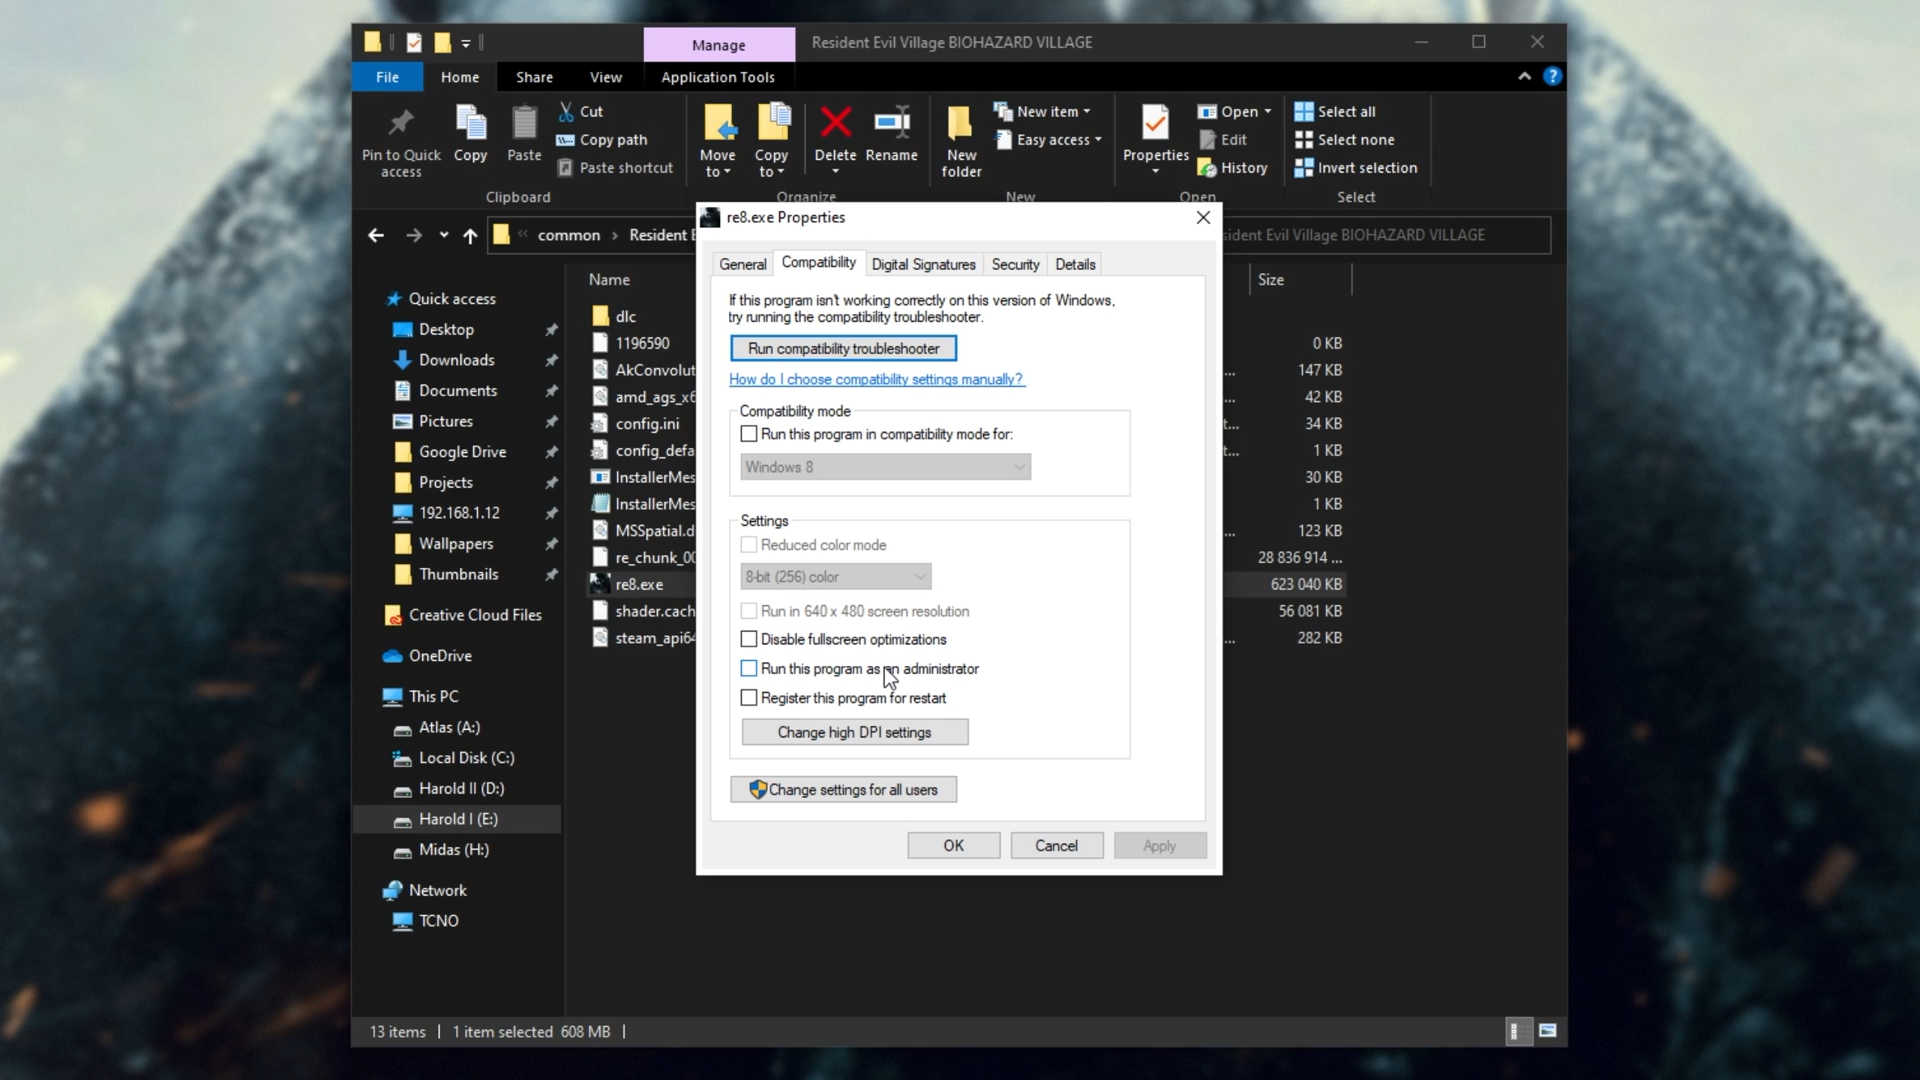 Manage
Resident Evil Village BIOHAZARD VILLAGE
File
Home
Share
View
Application Tools
Pin to Quick access
Copy
Paste
Cut
Copy path
Paste shortcut
Clipboard
Move to
Copy to
Delete
Rename
Organize
New folder
New item
Easy access
New
Properties
Open
Edit
History
Open
Select all
Select none
Invert selection
Select
common
Resident E
sident Evil Village BIOHAZARD VILLAGE
Quick access
Desktop
Downloads
Documents
Pictures
Google Drive
Projects
192.168.1.12
Wallpapers
Thumbnails
Creative Cloud Files
OneDrive
This PC
Atlas (A:)
Local Disk (C:)
Harold II (D:)
Harold I (E:)
Midas (H:)
Network
TCNO
Name
Size
dlc
1196590 0 KB
AkConvolut ... 147 KB
amd_ags_x6 42 KB
config.ini t... 34 KB
config_defa t... 1 KB
InstallerMes 30 KB
InstallerMes 1 KB
MSSpatial.d ... 123 KB
re_chunk_00 28 836 914 ...
re8.exe 623 040 KB
shader.cach 56 081 KB
steam_api64 ... 282 KB
re8.exe Properties
General
Compatibility
Digital Signatures
Security
Details
If this program isn't working correctly on this version of Windows,
try running the compatibility troubleshooter.
Run compatibility troubleshooter
How do I choose compatibility settings manually?
Compatibility mode
Run this program in compatibility mode for:
Windows 8
Settings
Reduced color mode
8-bit (256) color
Run in 640 x 480 screen resolution
Disable fullscreen optimizations
Run this program as an administrator
Register this program for restart
Change high DPI settings
Change settings for all users
OK
Cancel
Apply
13 items
1 item selected 608 MB